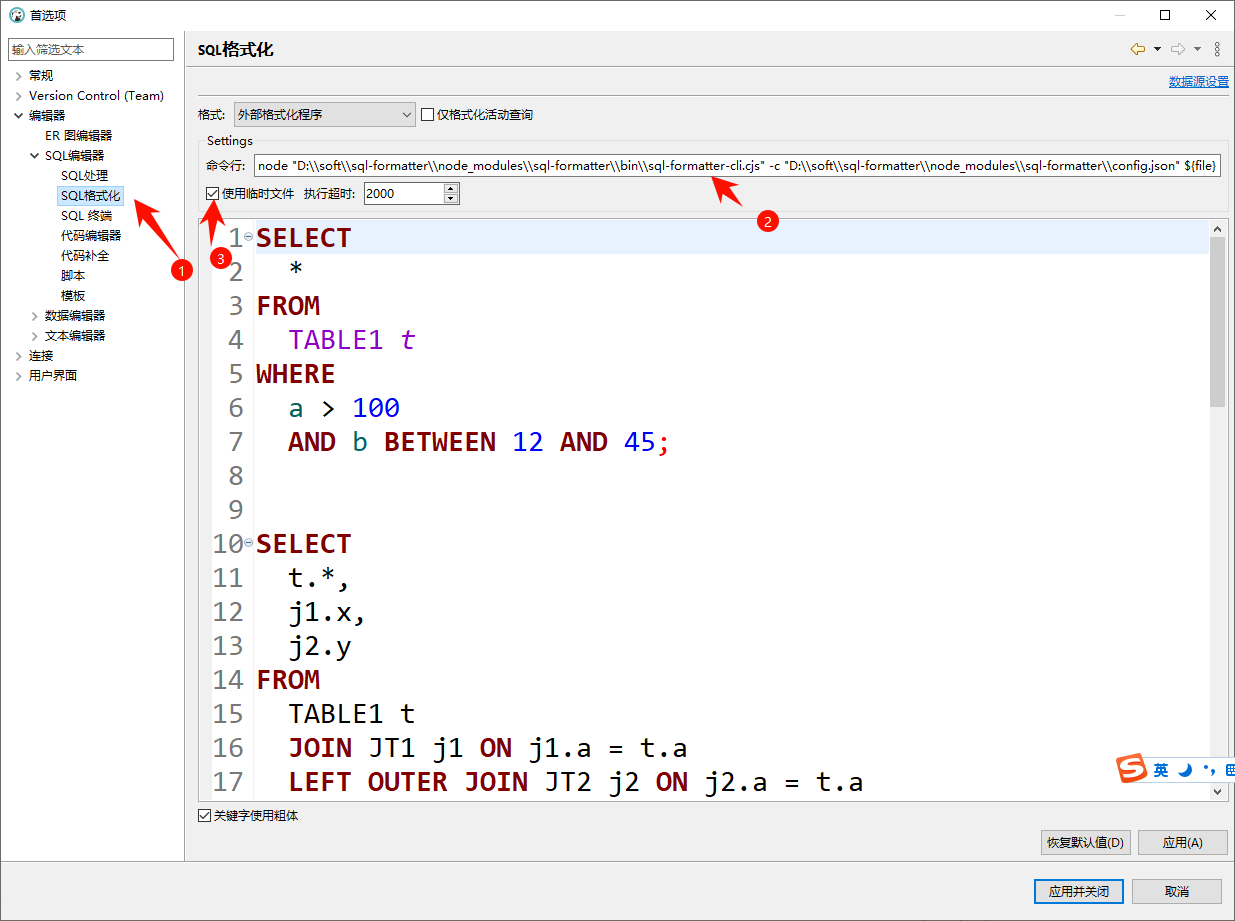 首选项
输入筛选文本
常规
Version Control (Team)
编辑器
ER 图编辑器
SQL编辑器
SQL处理
SQL格式化
SQL 终端
代码编辑器
代码补全
脚本
模板
数据编辑器
文本编辑器
连接
用户界面
SQL格式化
数据源设置
格式: 外部格式化程序 仅格式化活动查询
Settings
命令行: node "D:\\soft\\sql-formatter\\node_modules\\sql-formatter\\bin\\sql-formatter-cli.cjs" -c "D:\\soft\\sql-formatter\\node_modules\\sql-formatter\\config.json" ${file}
使用临时文件 执行超时: 2000
1
2
3
1 SELECT
2 *
3 FROM
4 TABLE1 t
5 WHERE
6 a > 100
7 AND b BETWEEN 12 AND 45;
8
9
10 SELECT
11 t.*,
12 j1.x,
13 j2.y
14 FROM
15 TABLE1 t
16 JOIN JT1 j1 ON j1.a = t.a
17 LEFT OUTER JOIN JT2 j2 ON j2.a = t.a
S 英
关键字使用粗体
恢复默认值(D) 应用(A)
应用并关闭 取消